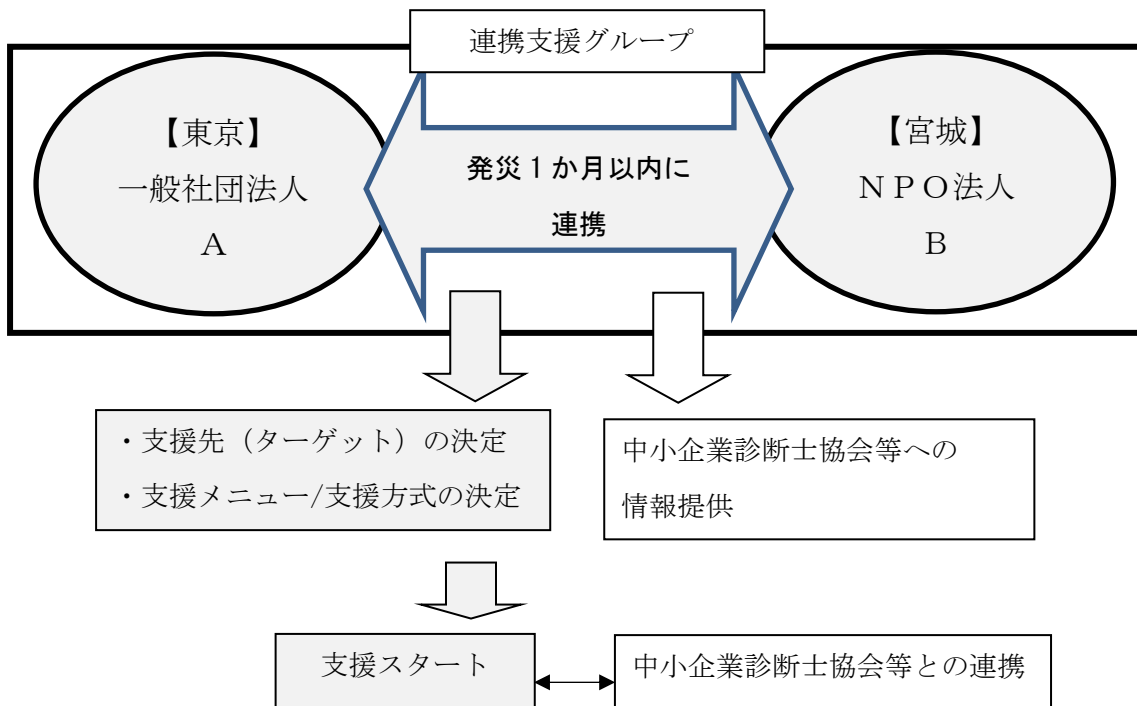 連携支援グループ
【東京】
一般社団法人
A
発災1か月以内に
連携
【宮城】
NPO法人
B
・支援先（ターゲット）の決定
・支援メニュー/支援方式の決定
中小企業診断士協会等への
情報提供
支援スタート
中小企業診断士協会等との連携